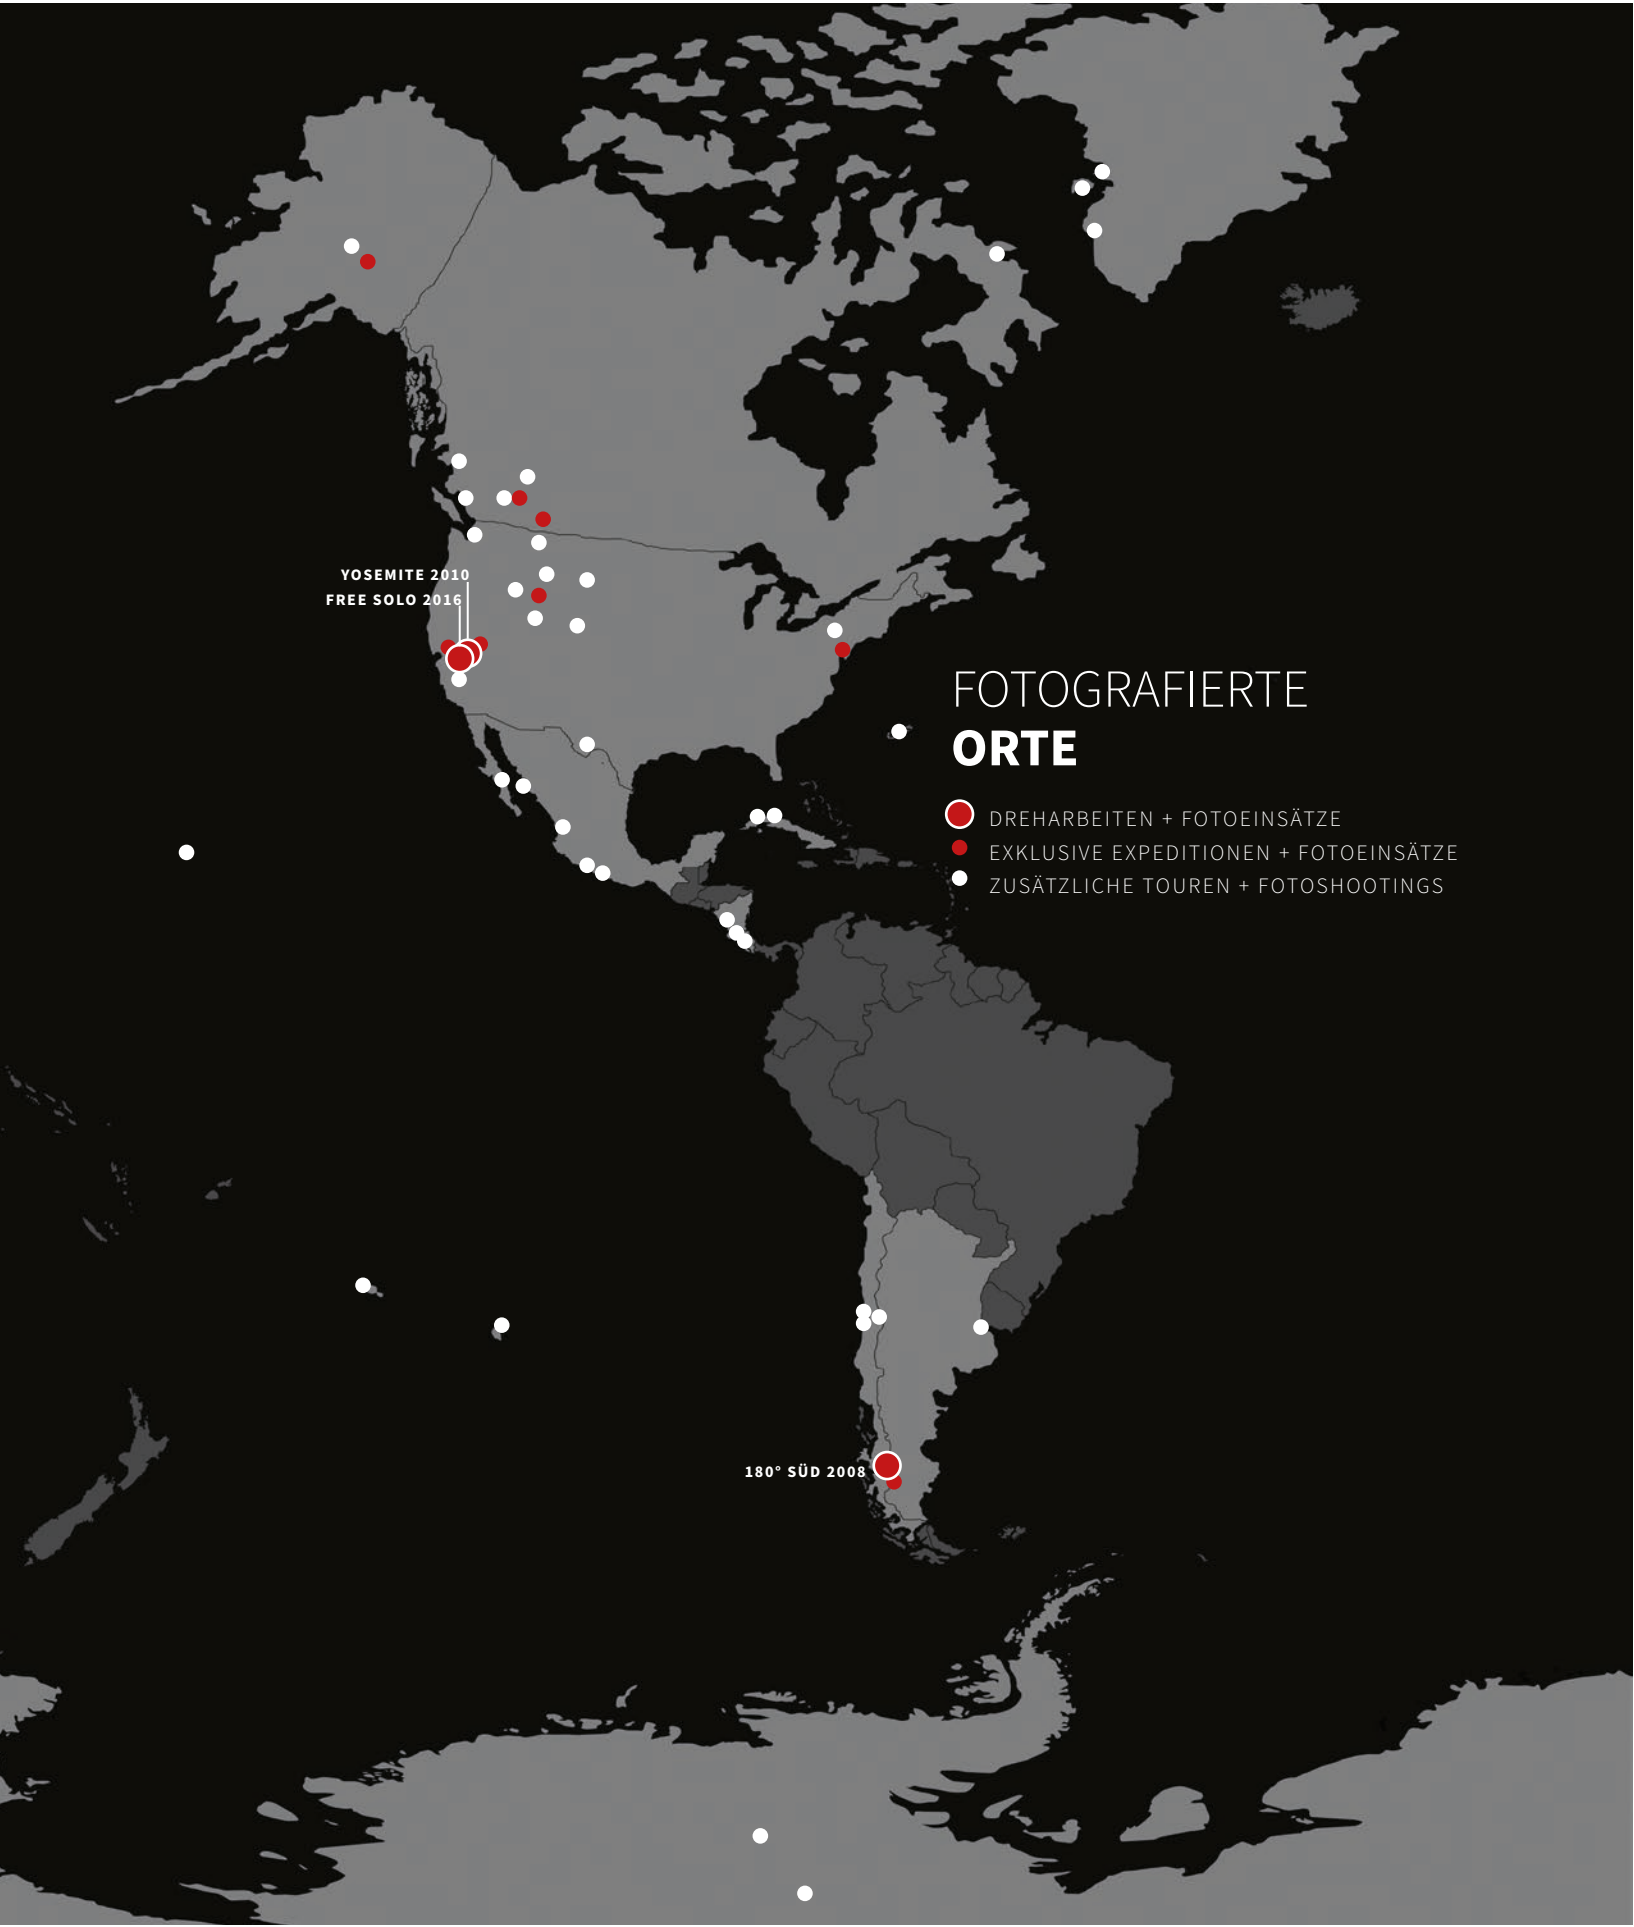 YOSEMITE 2010
FREE SOLO 2016
FOTOGRAFIERTE
ORTE
DREHARBEITEN + FOTOEINSÄTZE
EXKLUSIVE EXPEDITIONEN + FOTOEINSÄTZE
ZUSÄTZLICHE TOUREN + FOTOSHOOTINGS
180° SÜD 2008